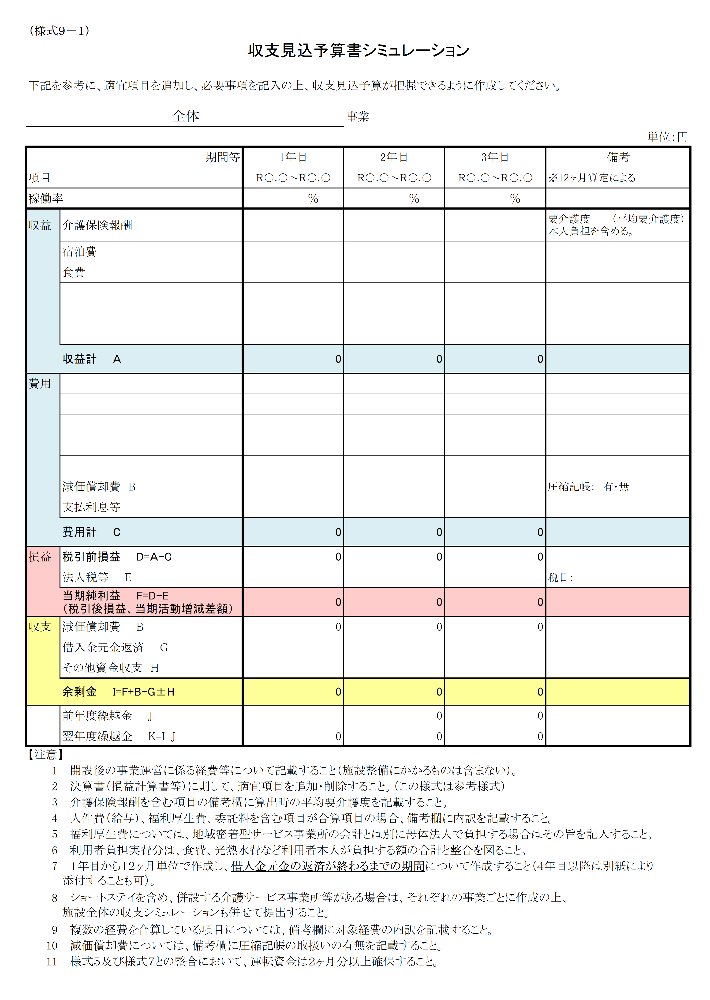 （様式９－１）
収支見込予算書シミュレーション
下記を参考に、適宜項目を追加し、必要事項を記入の上、収支見込予算が把握できるように作成してください。
全体 事業
単位：円
期間等 1年目 2年目 3年目 備考
項目 R○．○～R○．○ R○．○～R○．○ R○．○～R○．○ ※12ヶ月算定による
稼働率 % % %
収益 介護保険報酬 要介護度____（平均要介護度）
本人負担を含める。
宿泊費
食費
収益計　A 0 0 0
費用
減価償却費　B 圧縮記帳：　有・無
支払利息等
費用計　C 0 0 0
損益 税引前損益　D=A-C 0 0 0
法人税等　E 税目：
当期純利益　F=D-E
（税引後損益、当期活動増減差額） 0 0 0
収支 減価償却費　B 0 0 0
借入金元金返済　G
その他資金収支　H
余剰金　I=F+B-G±H 0 0 0
前年度繰越金　J 0 0
翌年度繰越金　K=I+J 0 0 0
【注意】
1　開設後の事業運営に係る経費等について記載すること（施設整備にかかるものは含まない）。
2　決算書（損益計算書等）に則して、適宜項目を追加・削除すること。（この様式は参考様式）
3　介護保険報酬を含む項目の備考欄に算出時の平均要介護度を記載すること。
4　人件費（給与）、福利厚生費、委託料を含む項目が合算項目の場合、備考欄に内訳を記載すること。
5　福利厚生費については、地域密着型サービス事業所の会計とは別に母体法人で負担する場合はその旨を記入すること。
6　利用者負担実費分は、食費、光熱水費など利用者本人が負担する額の合計と整合を図ること。
7　１年目から１２ヶ月単位で作成し、借入金元金の返済が終わるまでの期間について作成すること（４年目以降は別紙により
添付することも可）。
8　ショートステイを含め、併設する介護サービス事業所等がある場合は、それぞれの事業ごとに作成の上、
施設全体の収支シミュレーションも併せて提出すること。
9　複数の経費を合算している項目については、備考欄に対象経費の内訳を記載すること。
10　減価償却費については、備考欄に圧縮記帳の取扱いの有無を記載すること。
11　様式５及び様式７との整合において、運転資金は２ヶ月分以上確保すること。